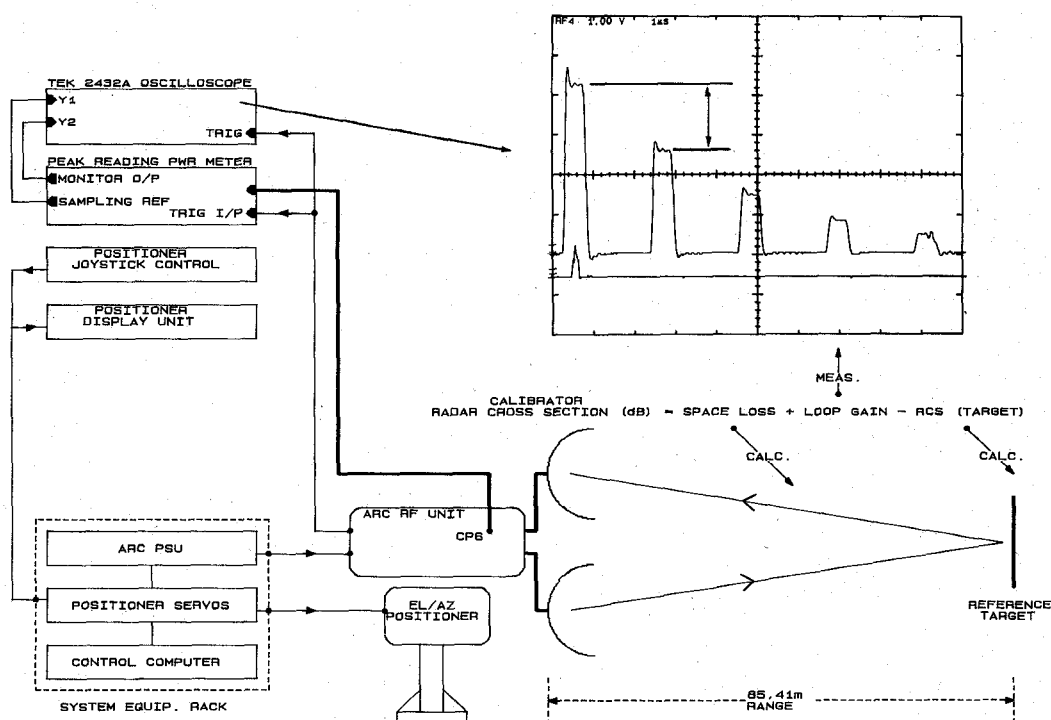 RF4 1.00 V 1us
TEK 2432A OSCILLOSCOPE
Y1
Y2
TRIG
PEAK READING PWR METER
MONITOR O/P
SAMPLING REF
TRIG I/P
POSITIONER
JOYSTICK CONTROL
POSITIONER
DISPLAY UNIT
MEAS.
CALIBRATOR
RADAR CROSS SECTION (dB) = SPACE LOSS + LOOP GAIN - RCS (TARGET)
CALC.
CALC.
ARC RF UNIT
CP6
ARC PSU
POSITIONER SERVOS
CONTROL COMPUTER
SYSTEM EQUIP. RACK
EL/AZ
POSITIONER
REFERENCE
TARGET
85.41m
RANGE